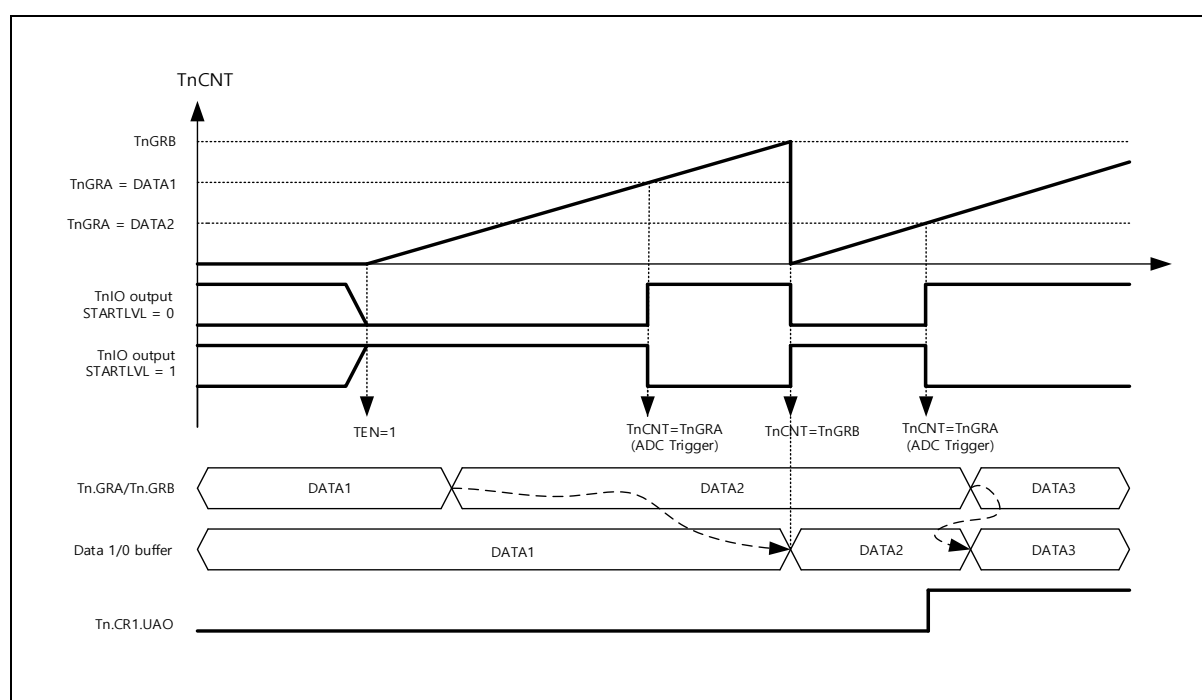 TnCNT
TnGRB
TnGRA = DATA1
TnGRA = DATA2
TnIO output
STARTLVL = 0
TnIO output
STARTLVL = 1
TEN=1
TnCNT=TnGRA
(ADC Trigger)
TnCNT=TnGRB
TnCNT=TnGRA
(ADC Trigger)
Tn.GRA/Tn.GRB
DATA1
DATA2
DATA3
Data 1/0 buffer
DATA1
DATA2
DATA3
Tn.CR1.UAO